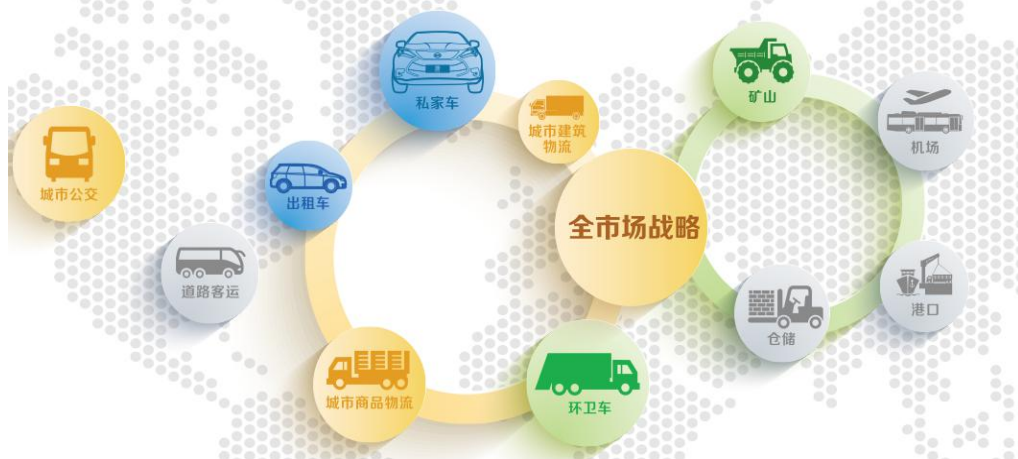 私家车
矿山
城市建筑
物流
机场
城市公交
出租车
全市场战略
道路客运
港口
仓储
城市商品物流
环卫车